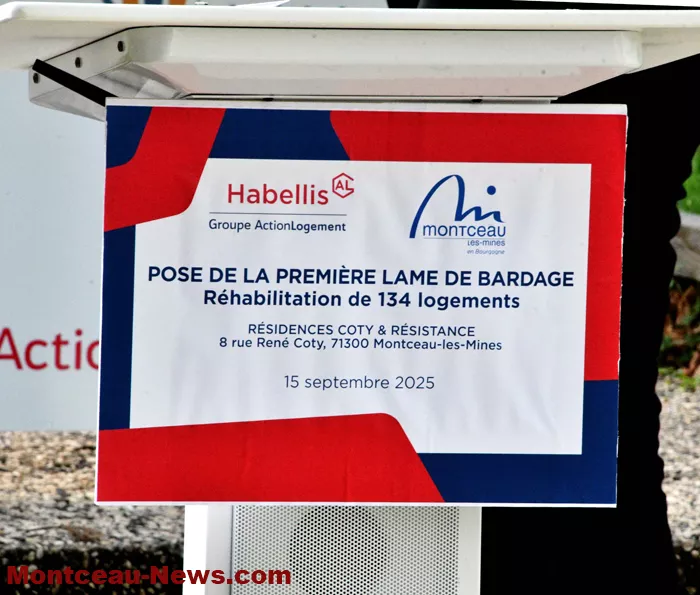 Habellis AL
Groupe ActionLogement
MONTCEAU
LES-MINES
en Bourgogne
POSE DE LA PREMIÈRE LAME DE BARDAGE
Réhabilitation de 134 logements
RÉSIDENCES COTY & RÉSISTANCE
8 rue René Coty, 71300 Montceau-les-Mines
15 septembre 2025
Actio
Montceau-News.com